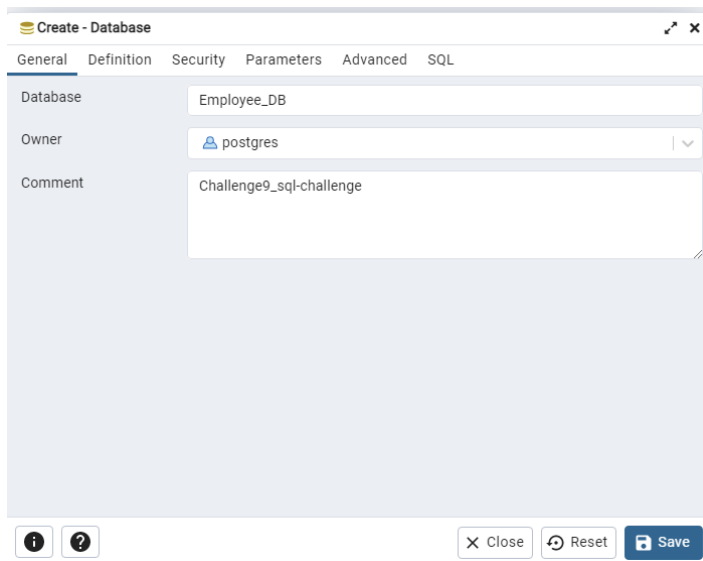 Create - Database
General Definition Security Parameters Advanced SQL
Database Employee_DB
Owner postgres
Comment Challenge9_sql-challenge
Close Reset Save